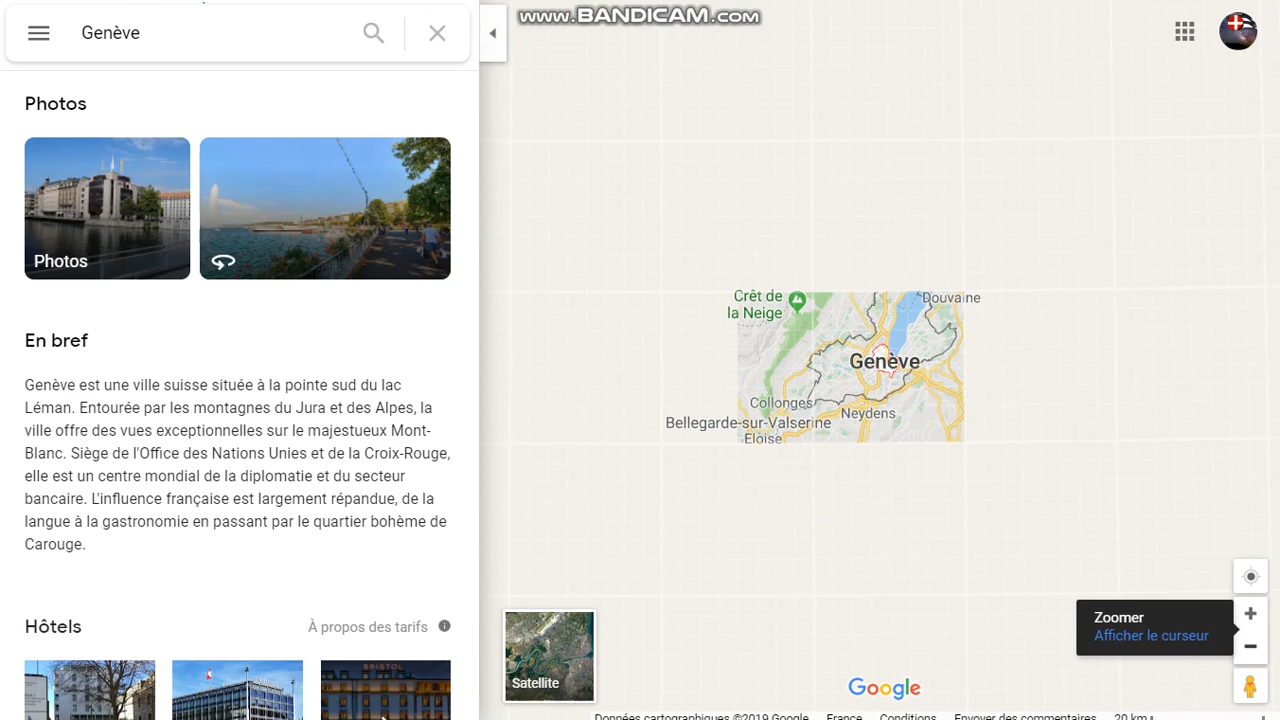 www.BANDICAM.com
Genève
Photos
Photos
En bref
Genève est une ville suisse située à la pointe sud du lac
Léman. Entourée par les montagnes du Jura et des Alpes, la
ville offre des vues exceptionnelles sur le majestueux Mont-
Blanc. Siège de l'Office des Nations Unies et de la Croix-Rouge,
elle est un centre mondial de la diplomatie et du secteur
bancaire. L'influence française est largement répandue, de la
langue à la gastronomie en passant par le quartier bohème de
Carouge.
Hôtels
À propos des tarifs
BRISTOL
Crêt de
la Neige
Douvaine
Genève
Collonges
Neydens
Bellegarde-sur-Valserine
Eloise
Zoomer
Afficher le curseur
Satellite
Google
Données cartographiques ©2019 Google France Conditions Envoyer des commentaires 20 km